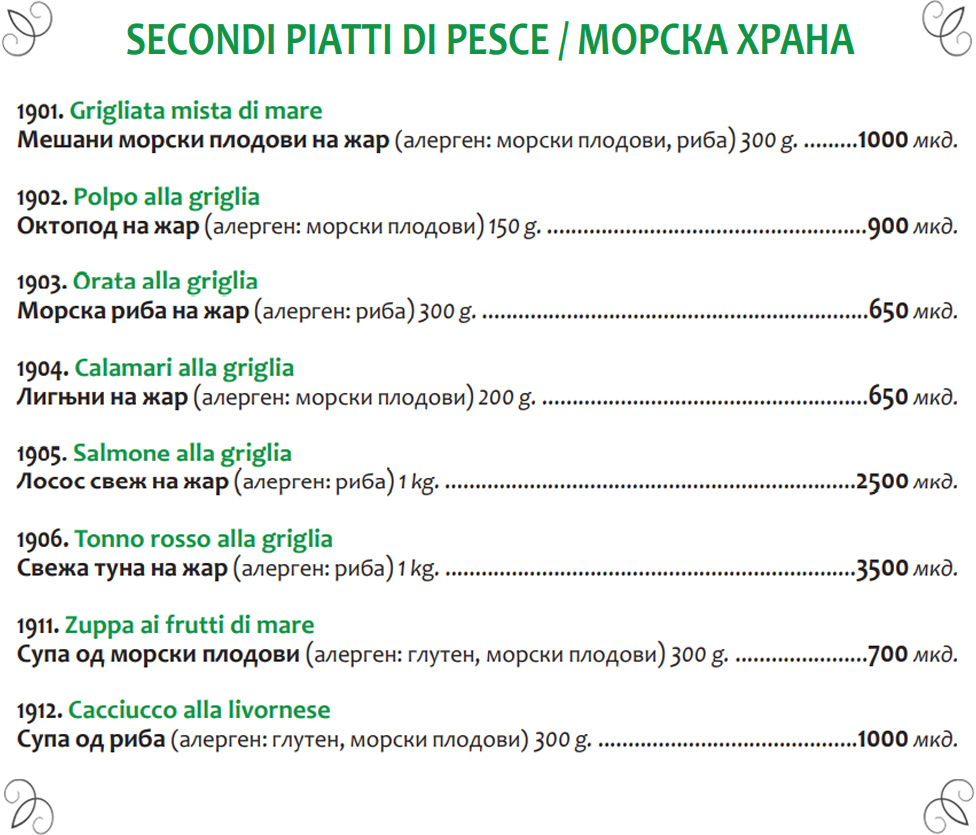 SECONDI PIATTI DI PESCE / МОРСКА ХРАНА
1901. Grigliata mista di mare
Мешани морски плодови на жар (алерген: морски плодови, риба) 300 g. .........1000 мкд.
1902. Polpo alla griglia
Октопод на жар (алерген: морски плодови) 150 g. ......................................................900 мкд.
1903. Orata alla griglia
Морска риба на жар (алерген: риба) 300 g. .................................................................650 мкд.
1904. Calamari alla griglia
Лигњни на жар (алерген: морски плодови) 200 g. .......................................................650 мкд.
1905. Salmone alla griglia
Лосос свеж на жар (алерген: риба) 1 kg. .....................................................................2500 мкд.
1906. Tonno rosso alla griglia
Свежа туна на жар (алерген: риба) 1 kg. .....................................................................3500 мкд.
1911. Zuppa ai frutti di mare
Супа од морски плодови (алерген: глутен, морски плодови) 300 g. ......................700 мкд.
1912. Cacciucco alla livornese
Супа од риба (алерген: глутен, морски плодови) 300 g. ............................................1000 мкд.